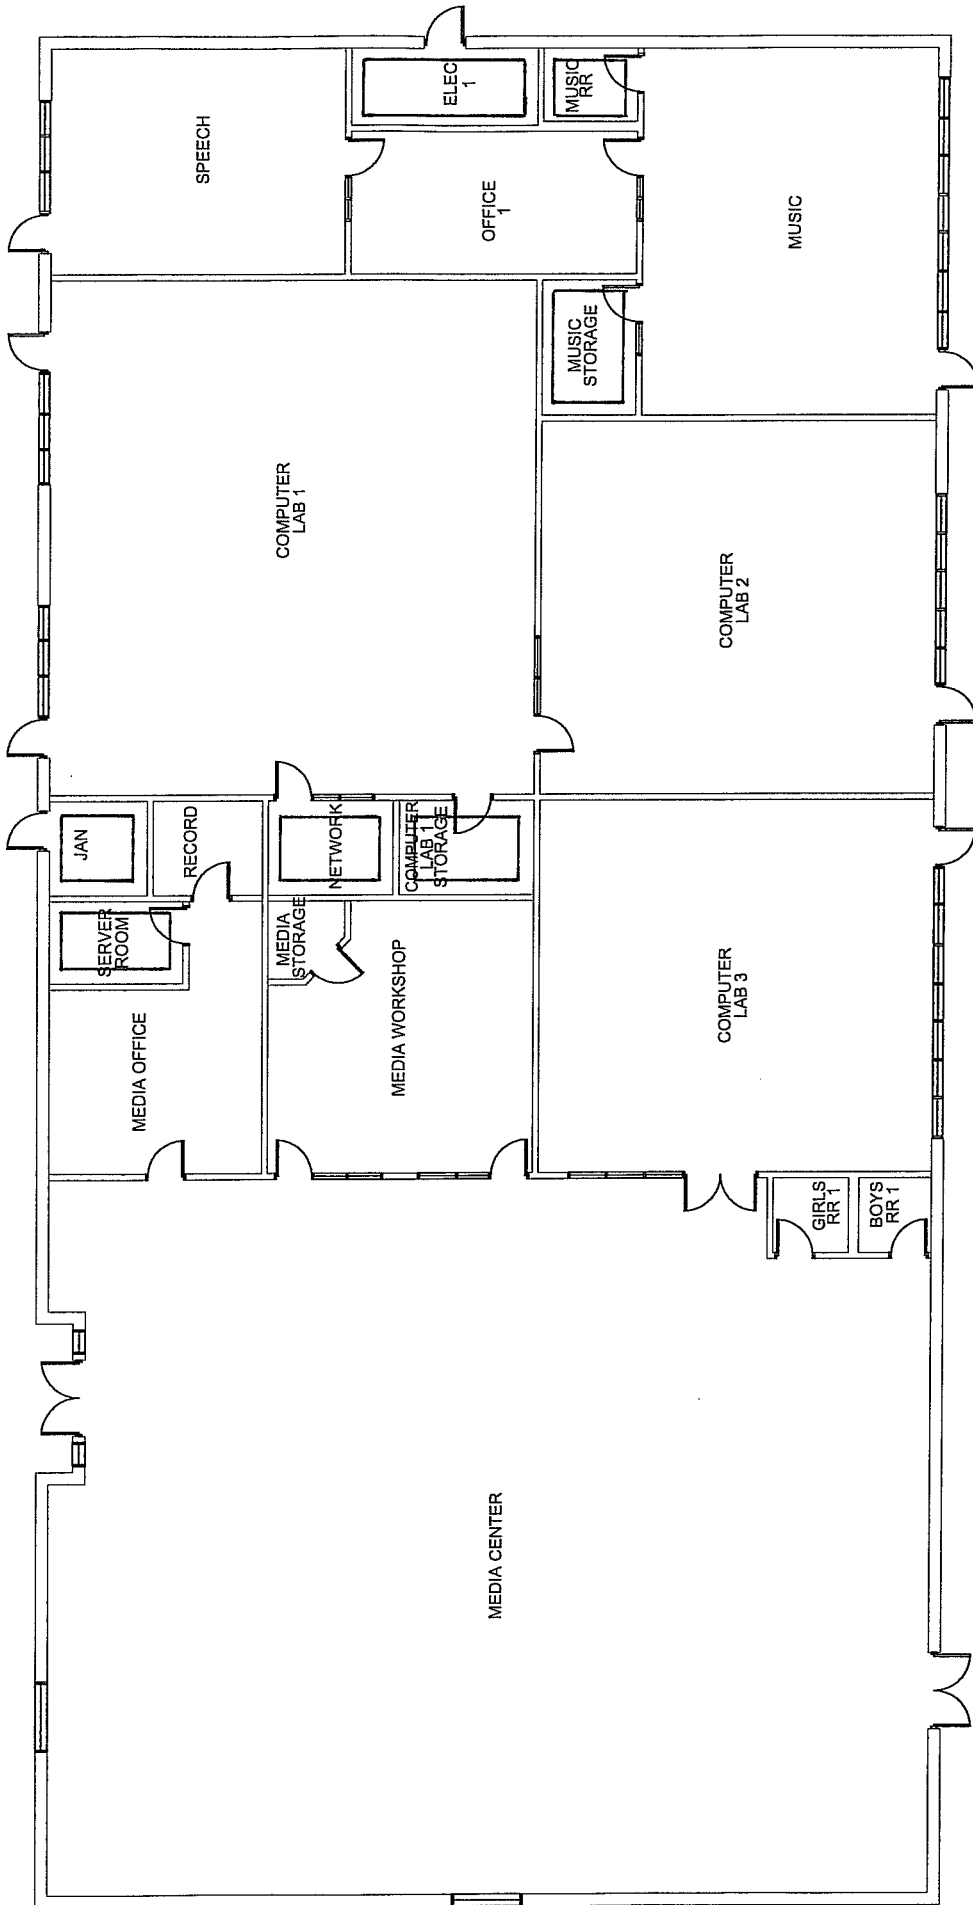 SPEECH
ELEC
1
MUSIC
RR
OFFICE
1
MUSIC
MUSIC
STORAGE
COMPUTER
LAB 1
COMPUTER
LAB 2
JAN
RECORD
NETWORK
COMPUTER
LAB 1
STORAGE
SERVER
ROOM
MEDIA
STORAGE
MEDIA OFFICE
MEDIA WORKSHOP
COMPUTER
LAB 3
GIRLS
RR 1
BOYS
RR 1
MEDIA CENTER